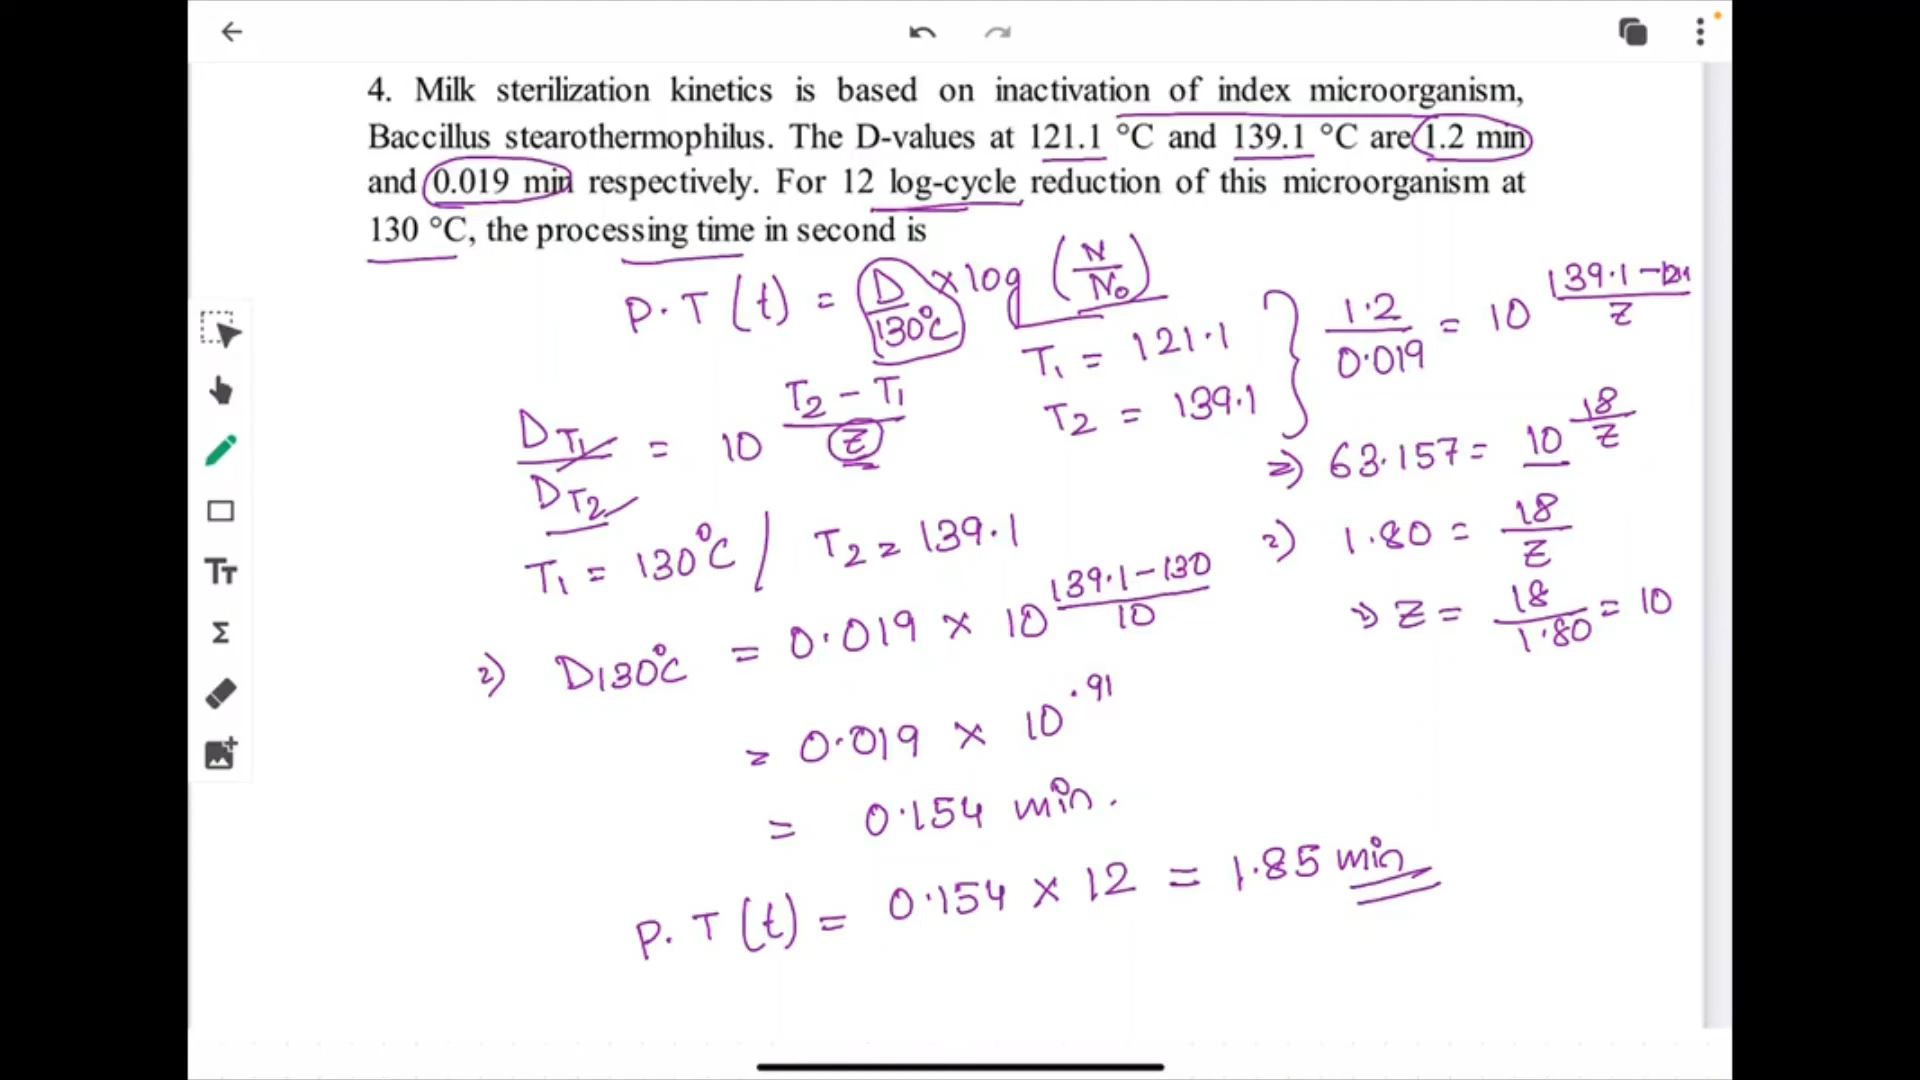 4. Milk sterilization kinetics is based on inactivation of index microorganism,
Baccillus stearothermophilus. The D-values at 121.1 °C and 139.1 °C are 1.2 min
and 0.019 min respectively. For 12 log-cycle reduction of this microorganism at
130 °C, the processing time in second is
P.T (t) = D/130°C × log (N/N₀)
T₁ = 121.1
T₂ = 139.1
D T₁ / D T₂ = 10^((T₂ - T₁)/Z)
T₁ = 130°C / T₂ = 139.1
⇒) D130°C = 0.019 × 10^((139.1-130)/10)
= 0.019 × 10^.91
= 0.154 min.
P.T (t) = 0.154 × 12 = 1.85 min
1.2/0.019 = 10^((139.1-121)/Z)
⇒) 63.157 = 10^(18/Z)
⇒) 1.80 = 18/Z
⇒) Z = 18/1.80 = 10
Tт
Σ